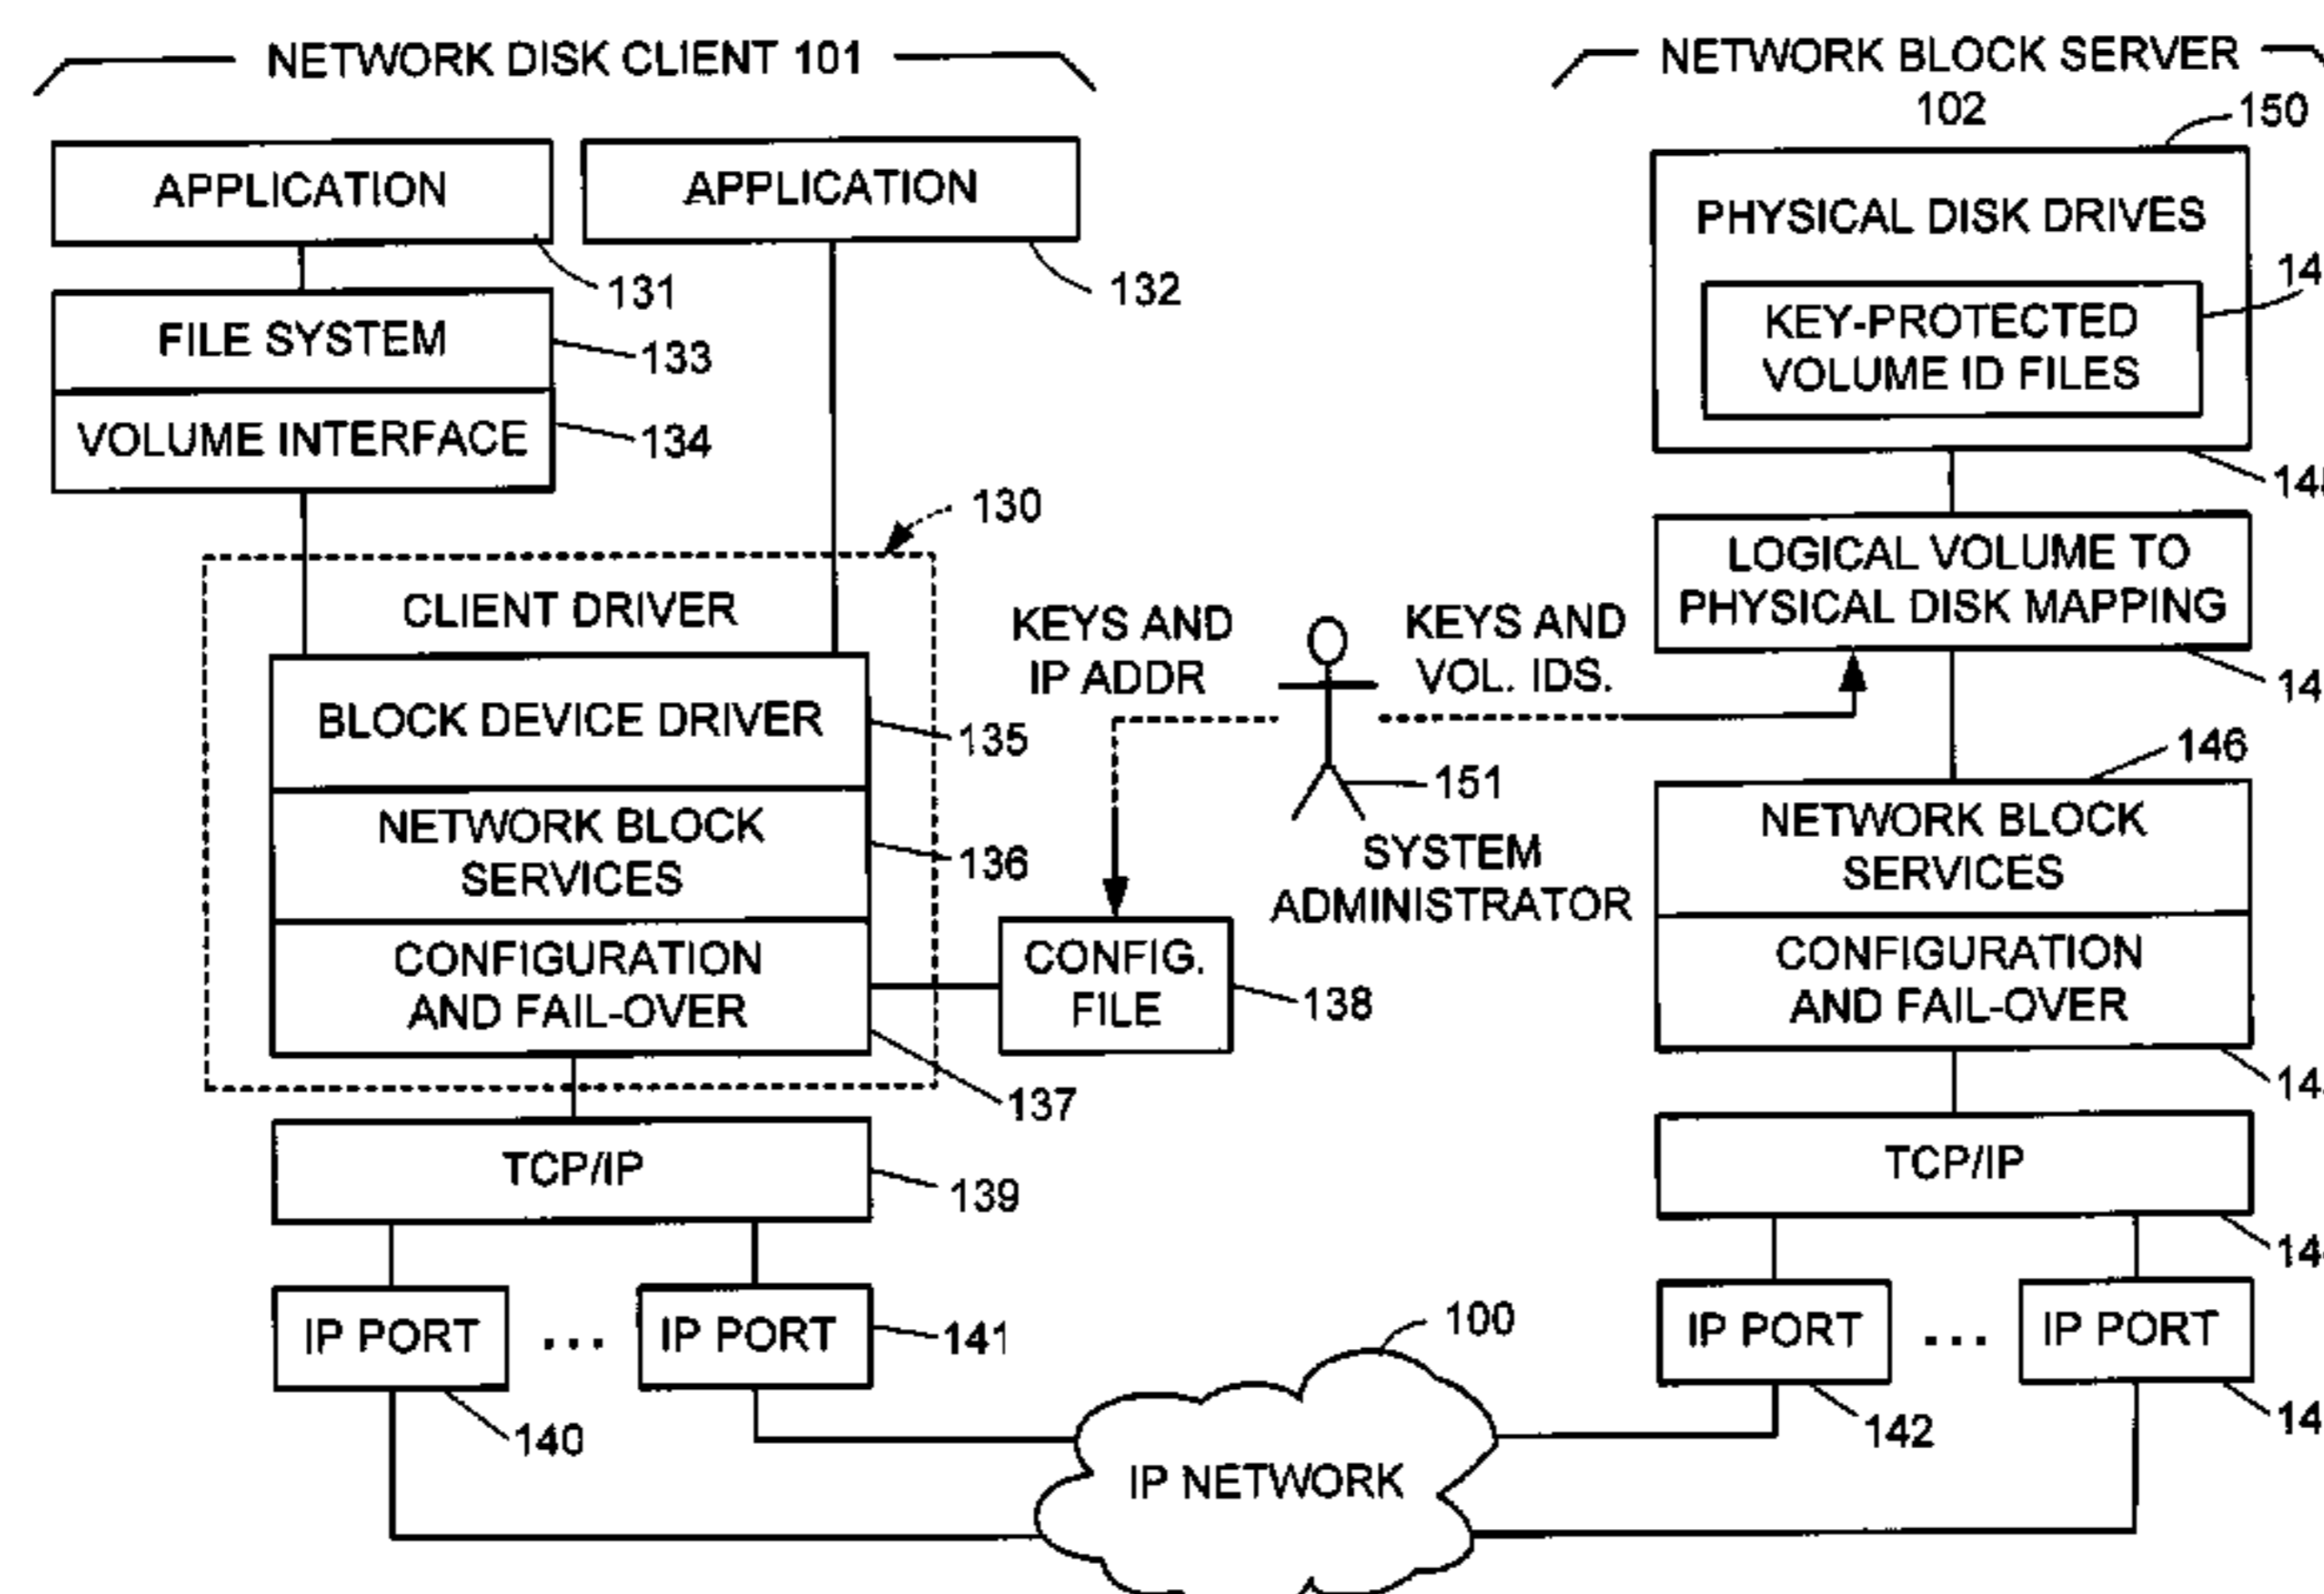 NETWORK DISK CLIENT 101
NETWORK BLOCK SERVER
102
150
APPLICATION
APPLICATION
131
132
FILE SYSTEM
133
VOLUME INTERFACE
134
PHYSICAL DISK DRIVES
KEY-PROTECTED
VOLUME ID FILES
130
CLIENT DRIVER
LOGICAL VOLUME TO
PHYSICAL DISK MAPPING
KEYS AND
IP ADDR
KEYS AND
VOL. IDS.
BLOCK DEVICE DRIVER
135
151
SYSTEM
ADMINISTRATOR
146
NETWORK BLOCK
SERVICES
136
NETWORK BLOCK
SERVICES
CONFIGURATION
AND FAIL-OVER
137
CONFIG.
FILE
138
CONFIGURATION
AND FAIL-OVER
TCP/IP
139
TCP/IP
IP PORT
...
IP PORT
141
140
100
IP NETWORK
IP PORT
...
IP PORT
142